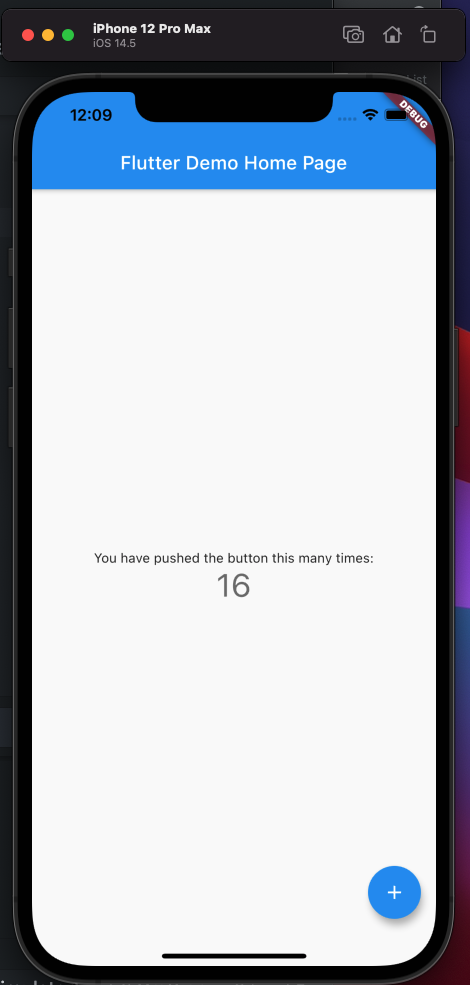 iPhone 12 Pro Max
iOS 14.5
List
12:09
DEBUG
Flutter Demo Home Page
You have pushed the button this many times:
16